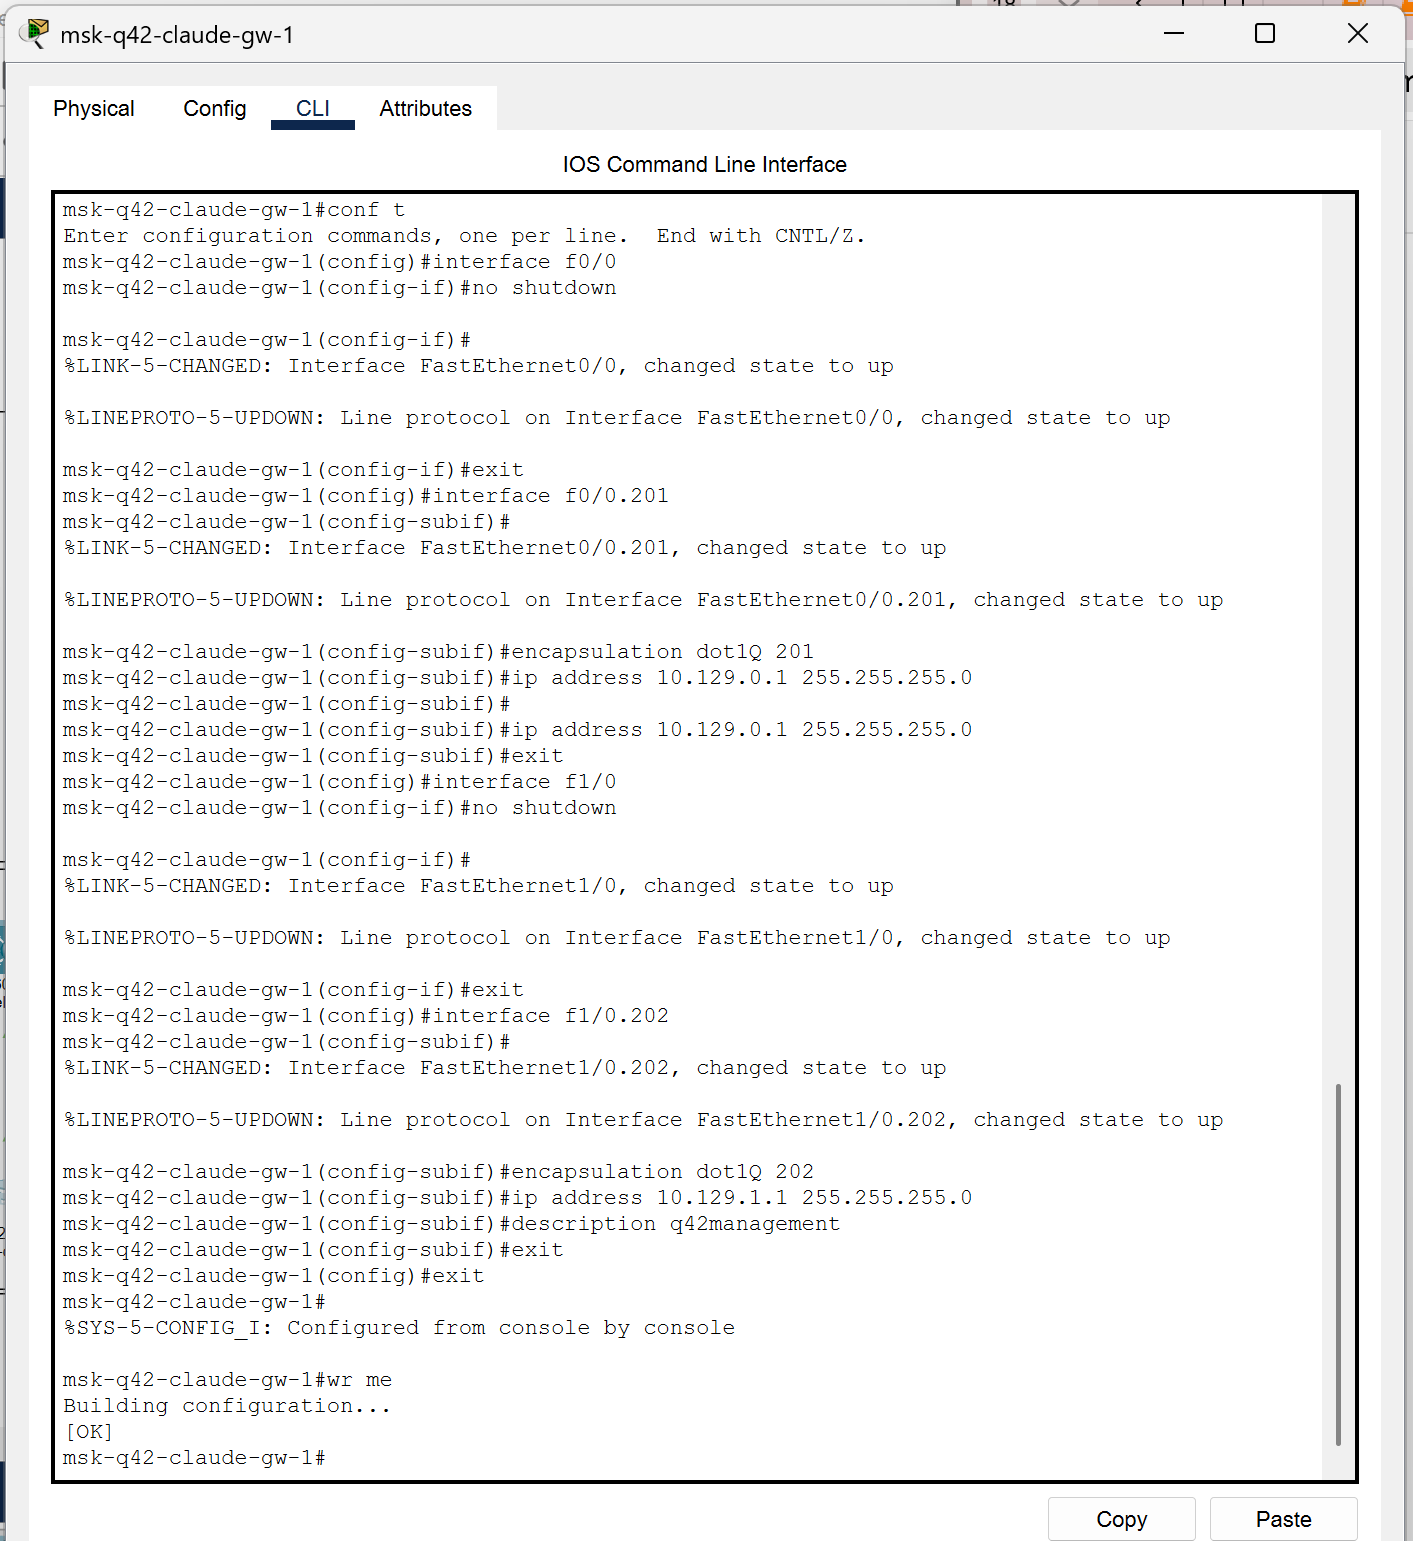 msk-q42-claude-gw-1
Physical Config CLI Attributes
IOS Command Line Interface
msk-q42-claude-gw-1#conf t
Enter configuration commands, one per line.  End with CNTL/Z.
msk-q42-claude-gw-1(config)#interface f0/0
msk-q42-claude-gw-1(config-if)#no shutdown
msk-q42-claude-gw-1(config-if)#
%LINK-5-CHANGED: Interface FastEthernet0/0, changed state to up
%LINEPROTO-5-UPDOWN: Line protocol on Interface FastEthernet0/0, changed state to up
msk-q42-claude-gw-1(config-if)#exit
msk-q42-claude-gw-1(config)#interface f0/0.201
msk-q42-claude-gw-1(config-subif)#
%LINK-5-CHANGED: Interface FastEthernet0/0.201, changed state to up
%LINEPROTO-5-UPDOWN: Line protocol on Interface FastEthernet0/0.201, changed state to up
msk-q42-claude-gw-1(config-subif)#encapsulation dot1Q 201
msk-q42-claude-gw-1(config-subif)#ip address 10.129.0.1 255.255.255.0
msk-q42-claude-gw-1(config-subif)#
msk-q42-claude-gw-1(config-subif)#ip address 10.129.0.1 255.255.255.0
msk-q42-claude-gw-1(config-subif)#exit
msk-q42-claude-gw-1(config)#interface f1/0
msk-q42-claude-gw-1(config-if)#no shutdown
msk-q42-claude-gw-1(config-if)#
%LINK-5-CHANGED: Interface FastEthernet1/0, changed state to up
%LINEPROTO-5-UPDOWN: Line protocol on Interface FastEthernet1/0, changed state to up
msk-q42-claude-gw-1(config-if)#exit
msk-q42-claude-gw-1(config)#interface f1/0.202
msk-q42-claude-gw-1(config-subif)#
%LINK-5-CHANGED: Interface FastEthernet1/0.202, changed state to up
%LINEPROTO-5-UPDOWN: Line protocol on Interface FastEthernet1/0.202, changed state to up
msk-q42-claude-gw-1(config-subif)#encapsulation dot1Q 202
msk-q42-claude-gw-1(config-subif)#ip address 10.129.1.1 255.255.255.0
msk-q42-claude-gw-1(config-subif)#description q42management
msk-q42-claude-gw-1(config-subif)#exit
msk-q42-claude-gw-1(config)#exit
msk-q42-claude-gw-1#
%SYS-5-CONFIG_I: Configured from console by console
msk-q42-claude-gw-1#wr me
Building configuration...
[OK]
msk-q42-claude-gw-1#
Copy Paste